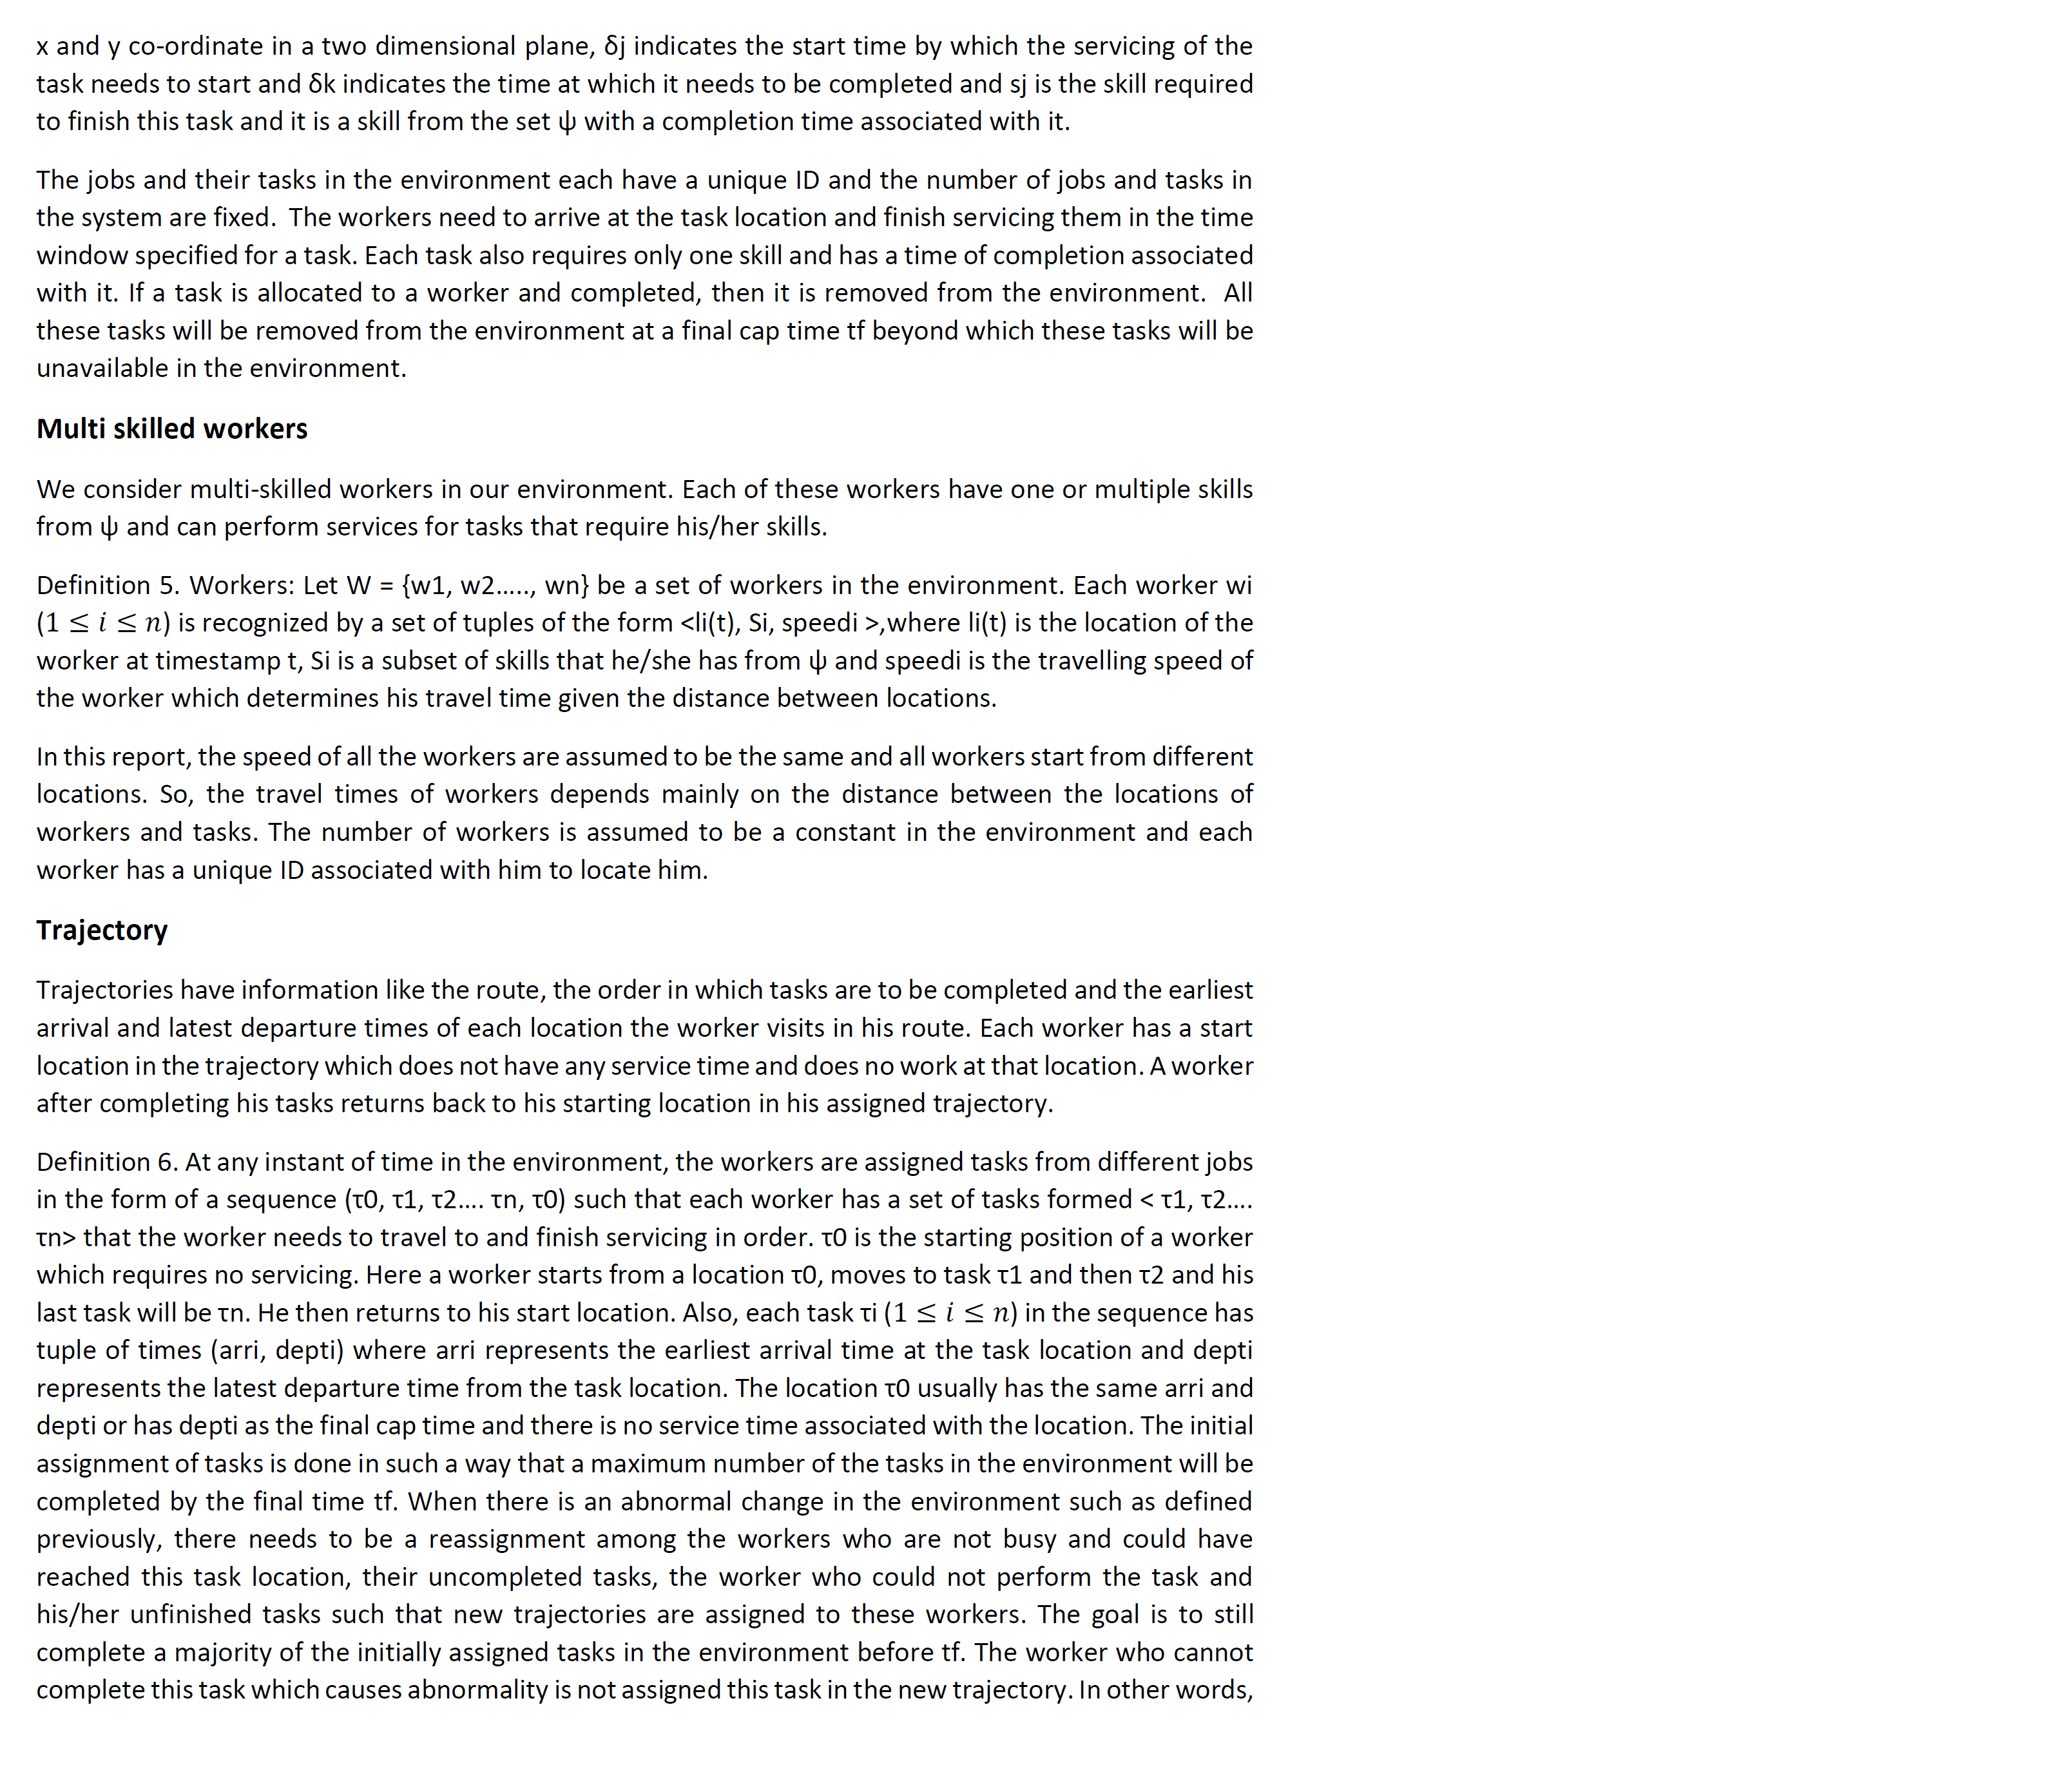 x and y co-ordinate in a two dimensional plane, δj indicates the start time by which the servicing of the
task needs to start and δk indicates the time at which it needs to be completed and sj is the skill required
to finish this task and it is a skill from the set ψ with a completion time associated with it.
The jobs and their tasks in the environment each have a unique ID and the number of jobs and tasks in
the system are fixed.  The workers need to arrive at the task location and finish servicing them in the time
window specified for a task. Each task also requires only one skill and has a time of completion associated
with it. If a task is allocated to a worker and completed, then it is removed from the environment.  All
these tasks will be removed from the environment at a final cap time tf beyond which these tasks will be
unavailable in the environment.
Multi skilled workers
We consider multi-skilled workers in our environment. Each of these workers have one or multiple skills
from ψ and can perform services for tasks that require his/her skills.
Definition 5. Workers: Let W = {w1, w2....., wn} be a set of workers in the environment. Each worker wi
(1 ≤ i ≤ n) is recognized by a set of tuples of the form <li(t), Si, speedi >,where li(t) is the location of the
worker at timestamp t, Si is a subset of skills that he/she has from ψ and speedi is the travelling speed of
the worker which determines his travel time given the distance between locations.
In this report, the speed of all the workers are assumed to be the same and all workers start from different
locations. So, the travel times of workers depends mainly on the distance between the locations of
workers and tasks. The number of workers is assumed to be a constant in the environment and each
worker has a unique ID associated with him to locate him.
Trajectory
Trajectories have information like the route, the order in which tasks are to be completed and the earliest
arrival and latest departure times of each location the worker visits in his route. Each worker has a start
location in the trajectory which does not have any service time and does no work at that location. A worker
after completing his tasks returns back to his starting location in his assigned trajectory.
Definition 6. At any instant of time in the environment, the workers are assigned tasks from different jobs
in the form of a sequence (τ0, τ1, τ2.... τn, τ0) such that each worker has a set of tasks formed < τ1, τ2....
τn> that the worker needs to travel to and finish servicing in order. τ0 is the starting position of a worker
which requires no servicing. Here a worker starts from a location τ0, moves to task τ1 and then τ2 and his
last task will be τn. He then returns to his start location. Also, each task τi (1 ≤ i ≤ n) in the sequence has
tuple of times (arri, depti) where arri represents the earliest arrival time at the task location and depti
represents the latest departure time from the task location. The location τ0 usually has the same arri and
depti or has depti as the final cap time and there is no service time associated with the location. The initial
assignment of tasks is done in such a way that a maximum number of the tasks in the environment will be
completed by the final time tf. When there is an abnormal change in the environment such as defined
previously, there needs to be a reassignment among the workers who are not busy and could have
reached this task location, their uncompleted tasks, the worker who could not perform the task and
his/her unfinished tasks such that new trajectories are assigned to these workers. The goal is to still
complete a majority of the initially assigned tasks in the environment before tf. The worker who cannot
complete this task which causes abnormality is not assigned this task in the new trajectory. In other words,